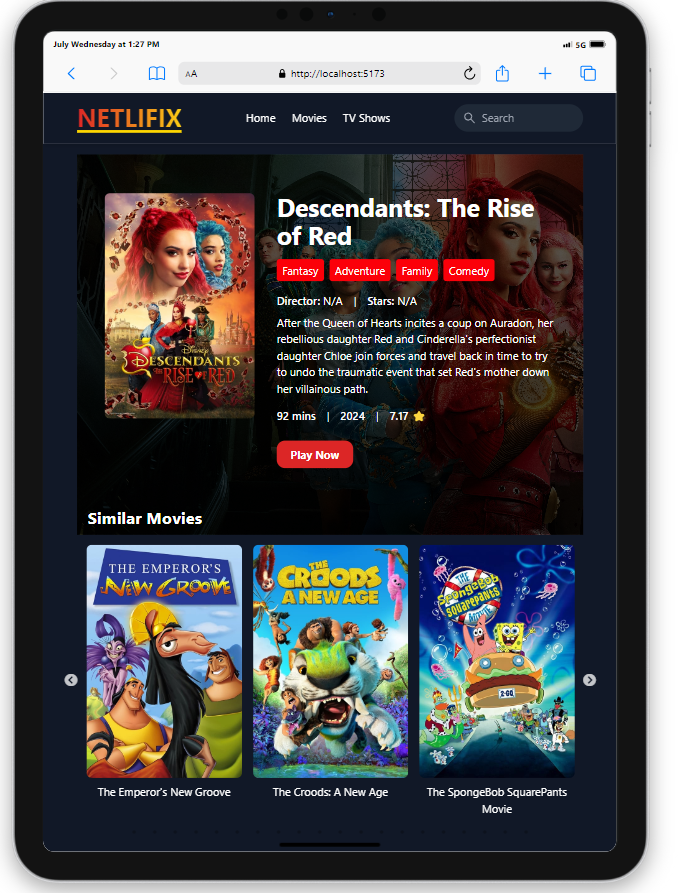 July Wednesday at 1:27 PM
5G
AA
http://localhost:5173
NETLIFIX
Home Movies TV Shows
Search
Descendants: The Rise
of Red
Fantasy Adventure Family Comedy
Director: N/A | Stars: N/A
After the Queen of Hearts incites a coup on Auradon, her
rebellious daughter Red and Cinderella's perfectionist
daughter Chloe join forces and travel back in time to try
to undo the traumatic event that set Red's mother down
her villainous path.
92 mins | 2024 | 7.17
Play Now
Disney
DESCENDANTS
THE RISE OF RED
Similar Movies
THE EMPEROR'S
NEW GROOVE
THE
CROODS
A NEW AGE
THE
SpongeBob
SQUAREPANTS
MOVIE
The Emperor's New Groove
The Croods: A New Age
The SpongeBob SquarePants
Movie